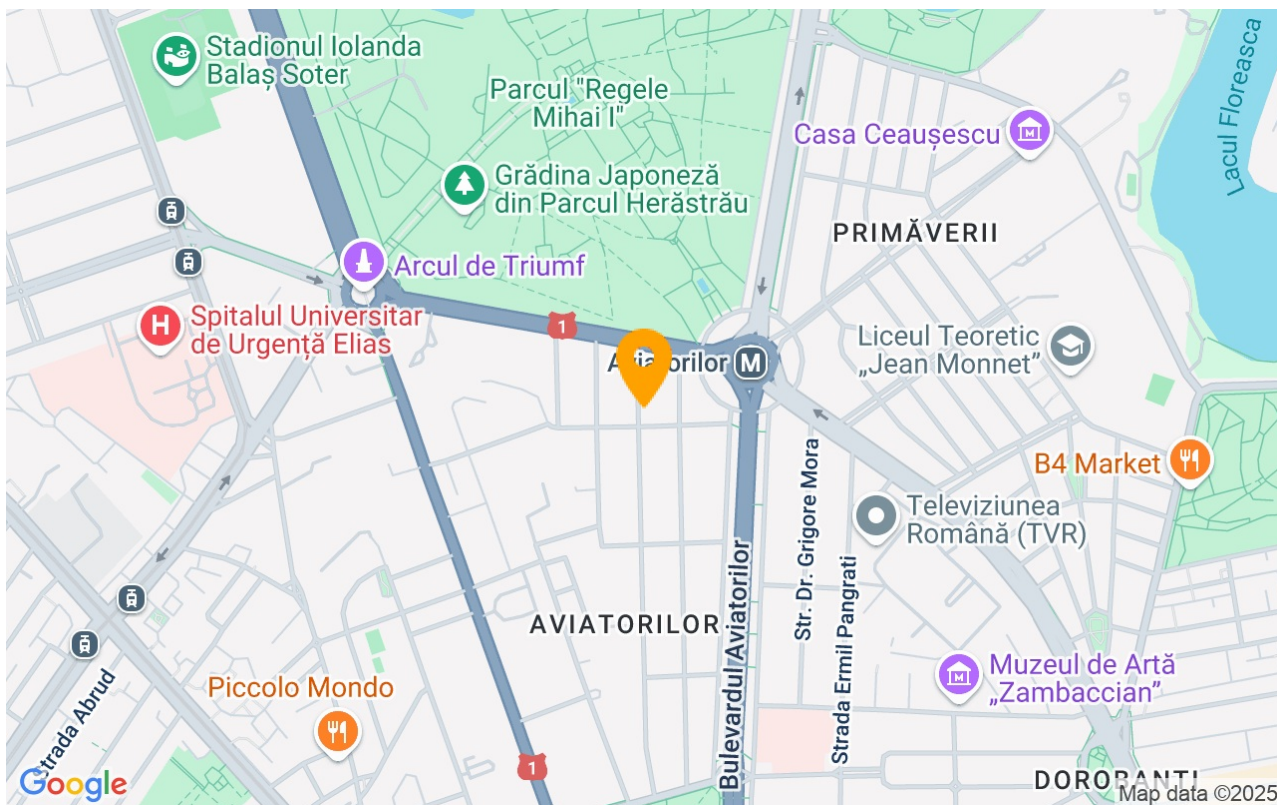 Stadionul Iolanda
Balaș Soter
Parcul "Regele
Mihai I"
Casa Ceaușescu
Lacul Floreasca
Grădina Japoneză
din Parcul Herăstrău
PRIMĂVERII
Arcul de Triumf
H
Spitalul Universitar
de Urgență Elias
1
Aviatorilor
M
Liceul Teoretic
„Jean Monnet”
B4 Market
Str. Dr. Grigore Mora
Strada Ermil Pangrati
Televiziunea
Română (TVR)
Bulevardul Aviatorilor
AVIATORILOR
Muzeul de Artă
„Zambaccian”
Piccolo Mondo
Strada Abrud
1
DOROBANȚI
Google
Map data ©2025